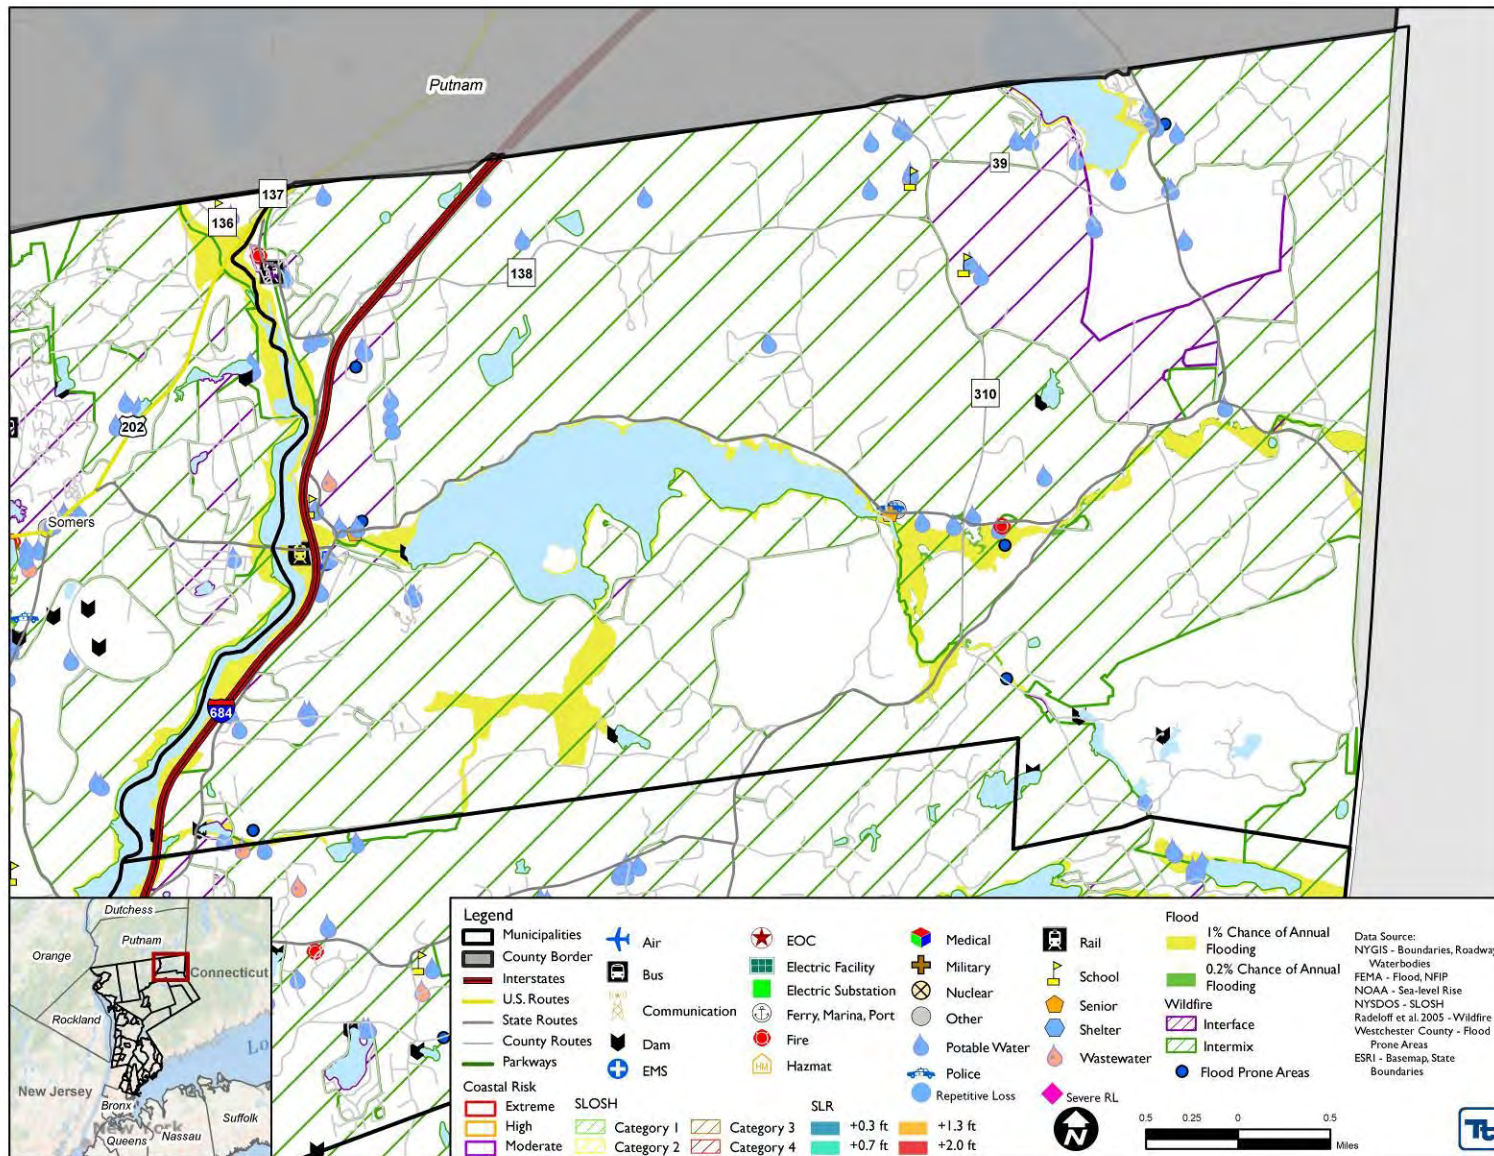 Putnam
137
136
39
138
310
202
Somers
684
Dutchess
Putnam
Orange
Connecticut
Rockland
New Jersey
Bronx
Queens
Nassau
Suffolk
Legend
Municipalities
County Border
Interstates
U.S. Routes
State Routes
County Routes
Parkways
Air
Bus
Communication
Dam
EMS
EOC
Electric Facility
Electric Substation
Ferry, Marina, Port
Fire
HM
Hazmat
Medical
Military
Nuclear
Other
Potable Water
Police
Repetitive Loss
Rail
School
Senior
Shelter
Wastewater
Severe RL
Flood
1% Chance of Annual
Flooding
0.2% Chance of Annual
Flooding
Wildfire
Interface
Intermix
Flood Prone Areas
Coastal Risk
Extreme
High
Moderate
SLOSH
Category 1
Category 2
Category 3
Category 4
SLR
+0.3 ft
+0.7 ft
+1.3 ft
+2.0 ft
N
0.5 0.25 0 0.5
Miles
Data Source:
NYGIS - Boundaries, Roadway
Waterbodies
FEMA - Flood, NFIP
NOAA - Sea-level Rise
NYSDOS - SLOSH
Radeloff et al. 2005 - Wildfire
Westchester County - Flood
Prone Areas
ESRI - Basemap, State
Boundaries
Tt